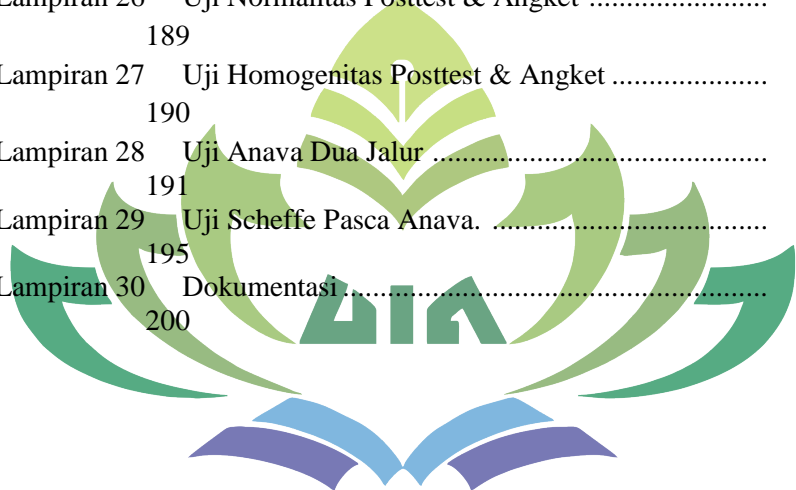 Lampiran 26 Uji Normalitas Posttest & Angket .......................
189
Lampiran 27 Uji Homogenitas Posttest & Angket ....................
190
Lampiran 28 Uji Anava Dua Jalur ..........................................
191
Lampiran 29 Uji Scheffe Pasca Anava. ..................................
195
Lampiran 30 Dokumentasi .....................................................
200